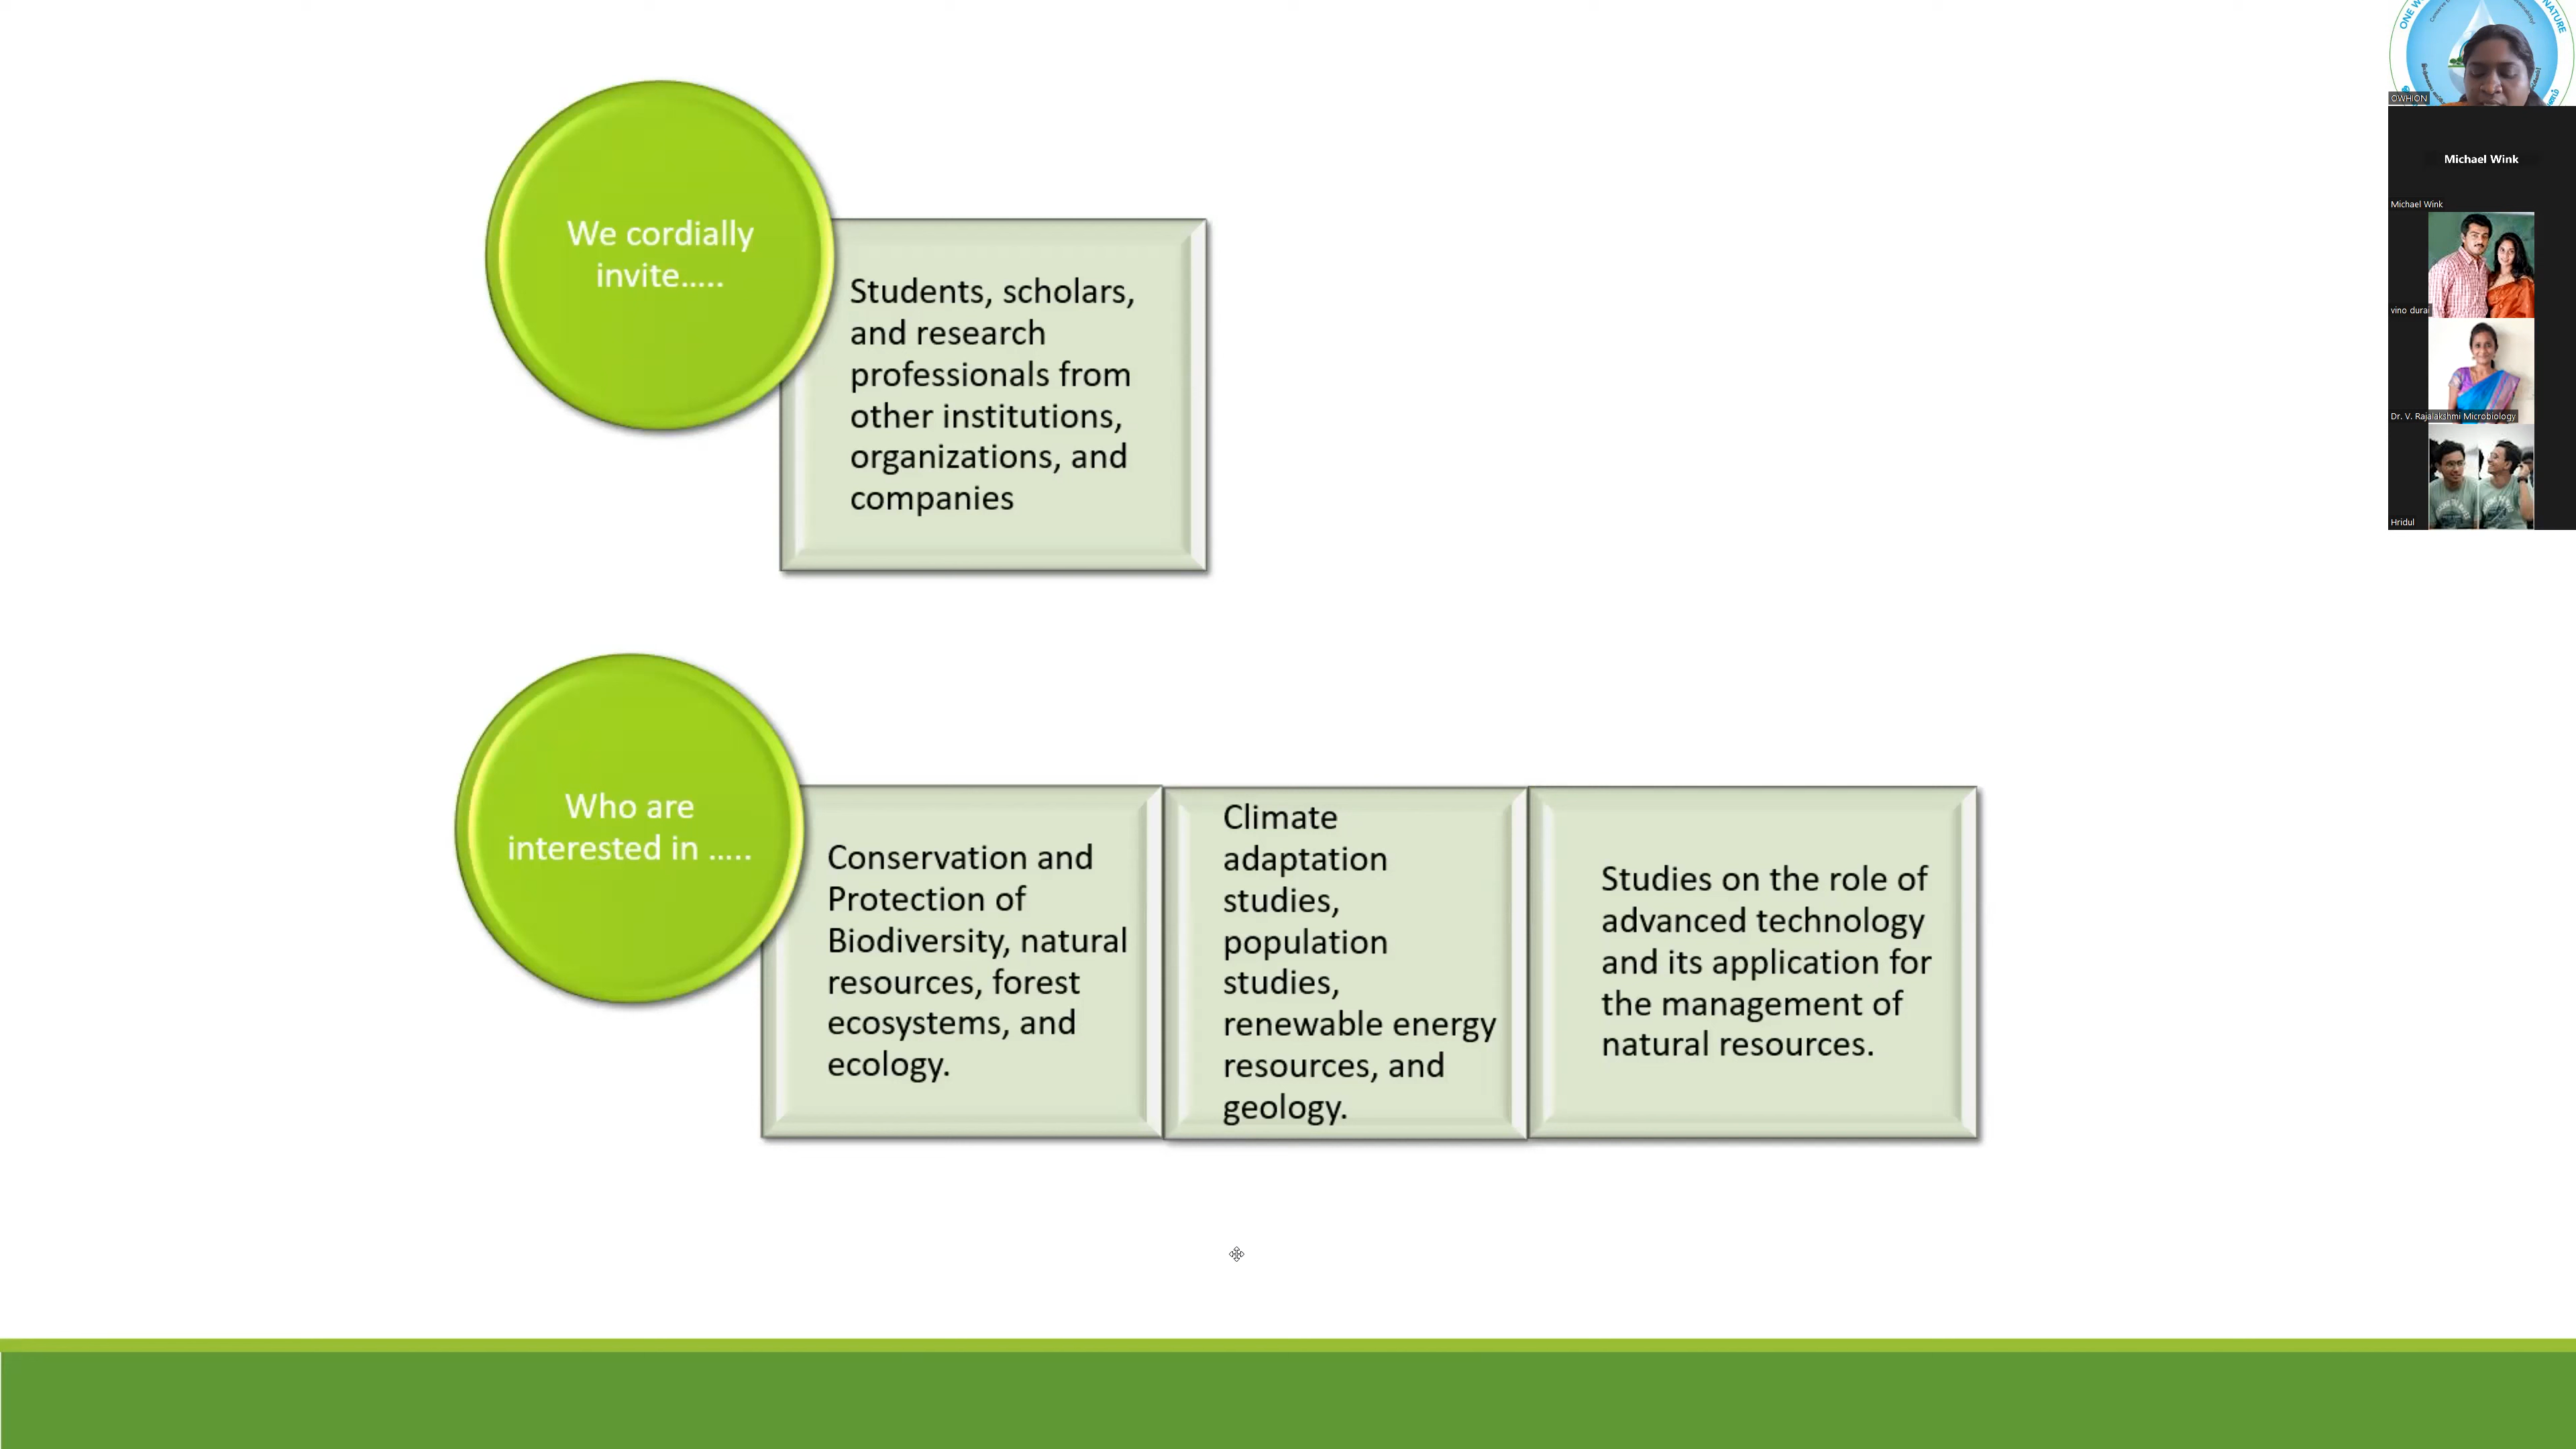 We cordially
invite.....
Students, scholars,
and research
professionals from
other institutions,
organizations, and
companies
Who are
interested in .....
Conservation and
Protection of
Biodiversity, natural
resources, forest
ecosystems, and
ecology.
Climate
adaptation
studies,
population
studies,
renewable energy
resources, and
geology.
Studies on the role of
advanced technology
and its application for
the management of
natural resources.
NATURE
OWHION
Michael Wink
Michael Wink
vino durai
Dr. V. Rajalakshmi Microbiology
Hridul